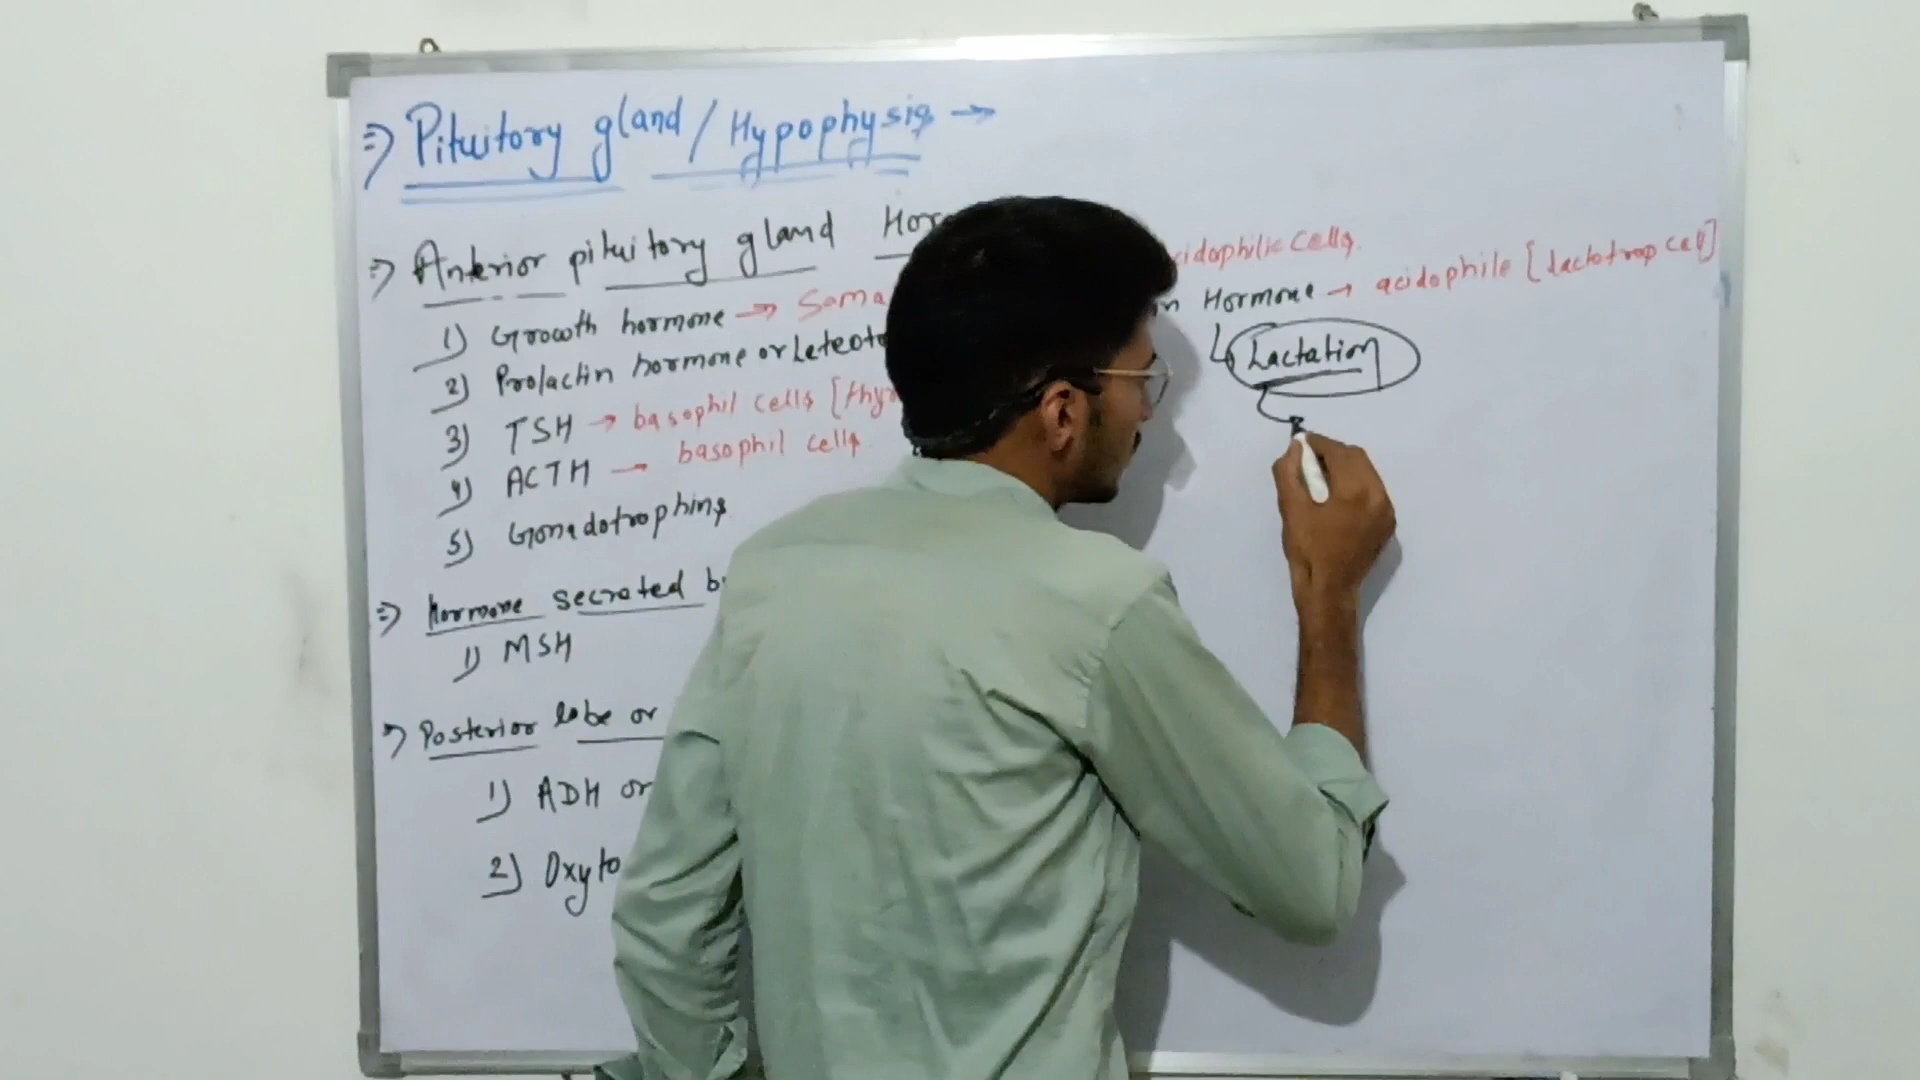 ⇒ Pituitory gland / Hypophysis →
⇒ Anterior pituitory gland Hor
1) Growth hormone → Soma
cidophilic cells.
2) Prolactin hormone or Leteoto
n Hormone → acidophile [Lactotrop cell]
↳ Lactation
3) TSH → basophil cells [thy
4) ACTH → basophil cells
5) Gonadotrophins
⇒ hormone secreted b
1) MSH
⇒ Posterior lobe or
1) ADH or
2) Oxyto